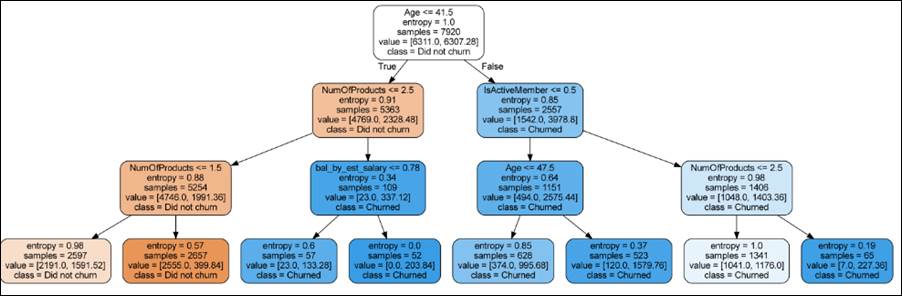 Age <= 41.5
entropy = 1.0
samples = 7920
value = [6311.0, 6307.28]
class = Did not churn
True
False
NumOfProducts <= 2.5
entropy = 0.91
samples = 5363
value = [4769.0, 2328.48]
class = Did not churn
IsActiveMember <= 0.5
entropy = 0.85
samples = 2557
value = [1542.0, 3978.8]
class = Churned
NumOfProducts <= 1.5
entropy = 0.88
samples = 5254
value = [4746.0, 1991.36]
class = Did not churn
bal_by_est_salary <= 0.78
entropy = 0.34
samples = 109
value = [23.0, 337.12]
class = Churned
Age <= 47.5
entropy = 0.64
samples = 1151
value = [494.0, 2575.44]
class = Churned
NumOfProducts <= 2.5
entropy = 0.98
samples = 1406
value = [1048.0, 1403.36]
class = Churned
entropy = 0.98
samples = 2597
value = [2191.0, 1591.52]
class = Did not churn
entropy = 0.57
samples = 2657
value = [2555.0, 399.84]
class = Did not churn
entropy = 0.6
samples = 57
value = [23.0, 133.28]
class = Churned
entropy = 0.0
samples = 52
value = [0.0, 203.84]
class = Churned
entropy = 0.85
samples = 628
value = [374.0, 995.68]
class = Churned
entropy = 0.37
samples = 523
value = [120.0, 1579.76]
class = Churned
entropy = 1.0
samples = 1341
value = [1041.0, 1176.0]
class = Churned
entropy = 0.19
samples = 65
value = [7.0, 227.36]
class = Churned